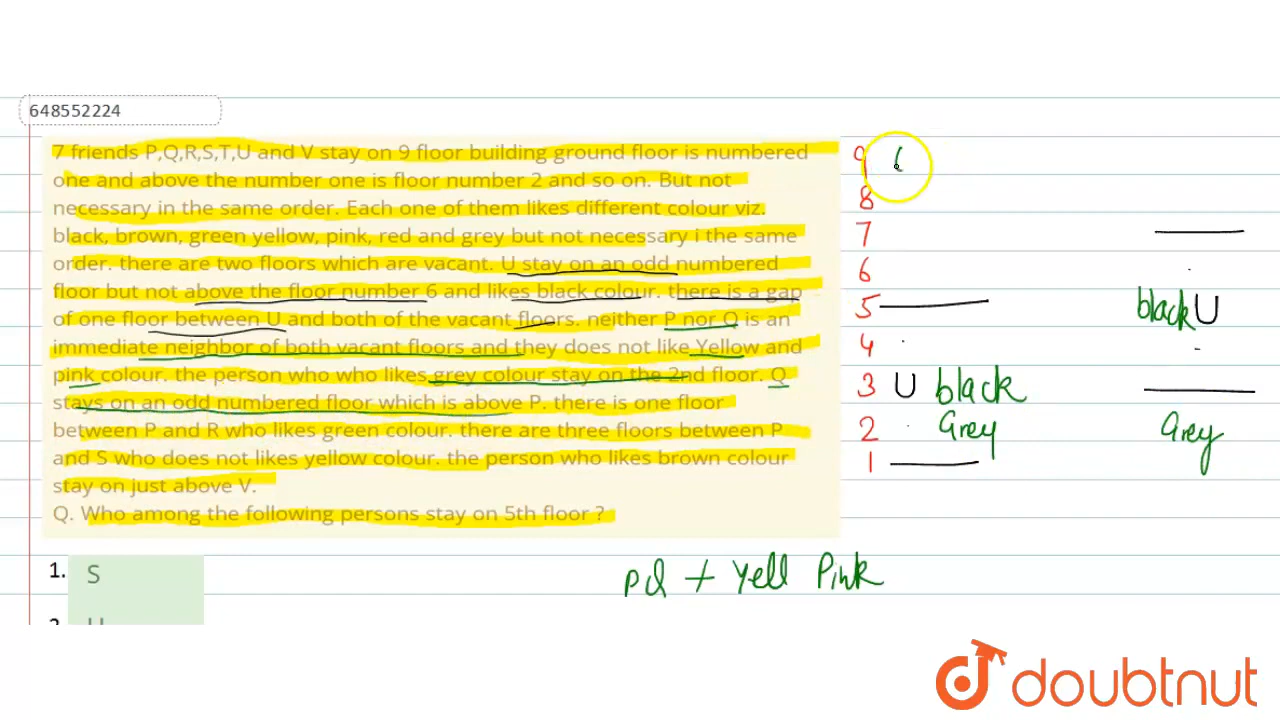 648552224
7 friends P,Q,R,S,T,U and V stay on 9 floor building ground floor is numbered
one and above the number one is floor number 2 and so on. But not
necessary in the same order. Each one of them likes different colour viz.
black, brown, green yellow, pink, red and grey but not necessary i the same
order. there are two floors which are vacant. U stay on an odd numbered
floor but not above the floor number 6 and likes black colour. there is a gap
of one floor between U and both of the vacant floors. neither P nor Q is an
immediate neighbor of both vacant floors and they does not like Yellow and
pink colour. the person who who likes grey colour stay on the 2nd floor. Q
stays on an odd numbered floor which is above P. there is one floor
between P and R who likes green colour. there are three floors between P
and S who does not likes yellow colour. the person who likes brown colour
stay on just above V.
Q. Who among the following persons stay on 5th floor ?
1. S
9
8
7
6
5 black U
4
3 U black
2 Grey Grey
1
PQ + Yell Pink
doubtnut